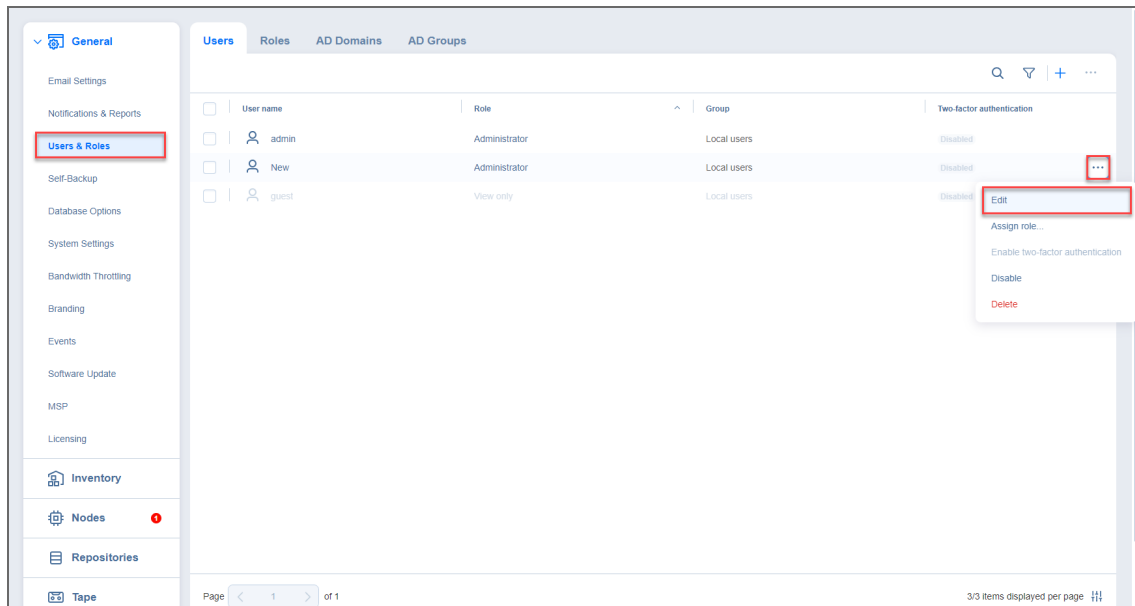 General
Email Settings
Notifications & Reports
Users & Roles
Self-Backup
Database Options
System Settings
Bandwidth Throttling
Branding
Events
Software Update
MSP
Licensing
Inventory
Nodes 1
Repositories
Tape
Users Roles AD Domains AD Groups
User name Role Group Two-factor authentication
admin Administrator Local users Disabled
New Administrator Local users Disabled
guest View only Local users Disabled
Edit
Assign role...
Enable two-factor authentication
Disable
Delete
Page 1 of 1
3/3 items displayed per page